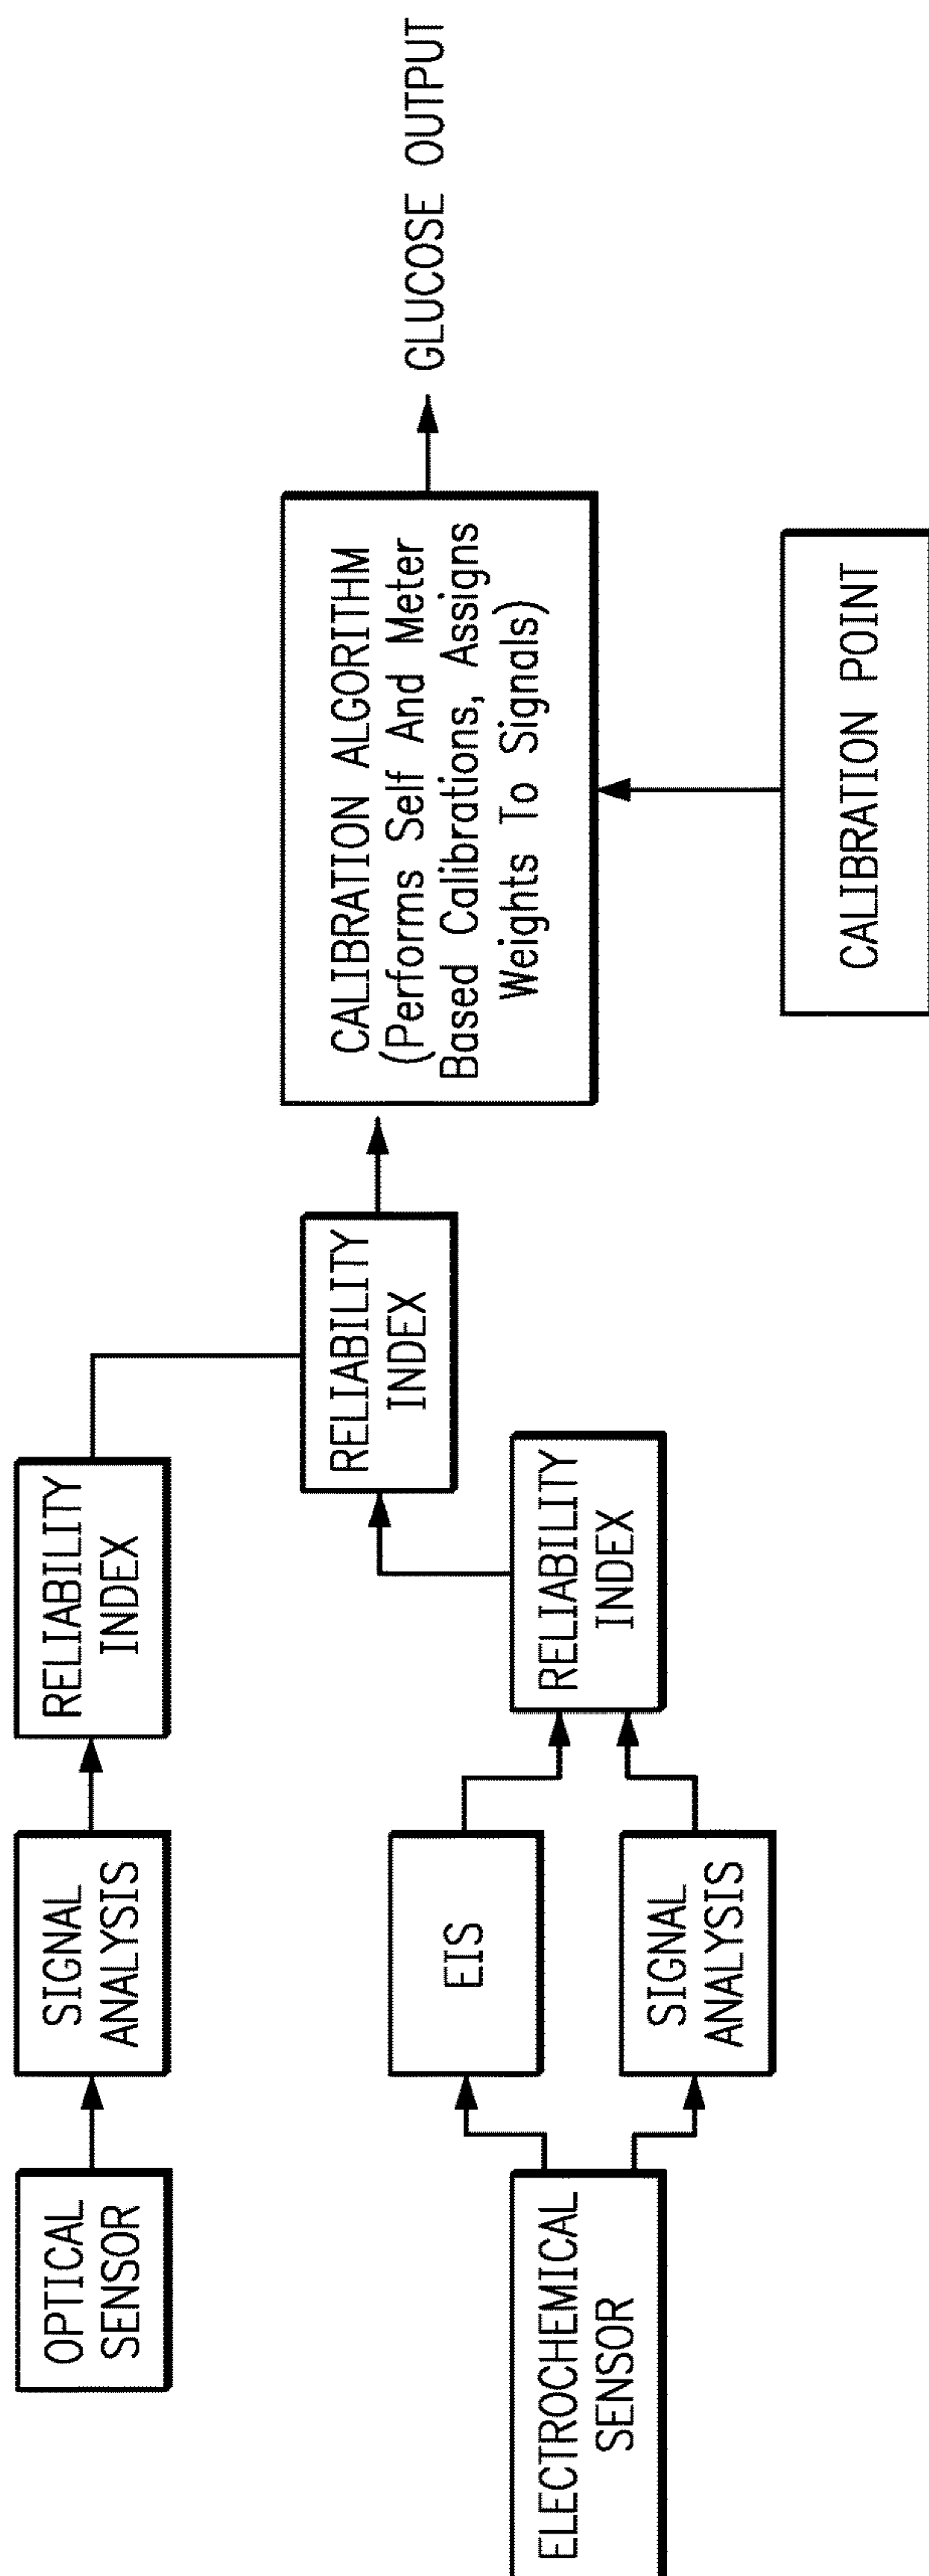 OPTICAL
SENSOR
SIGNAL
ANALYSIS
RELIABILITY
INDEX
ELECTROCHEMICAL
SENSOR
EIS
SIGNAL
ANALYSIS
RELIABILITY
INDEX
RELIABILITY
INDEX
CALIBRATION ALGORITHM
(Performs Self And Meter
Based Calibrations, Assigns
Weights To Signals)
CALIBRATION POINT
GLUCOSE OUTPUT